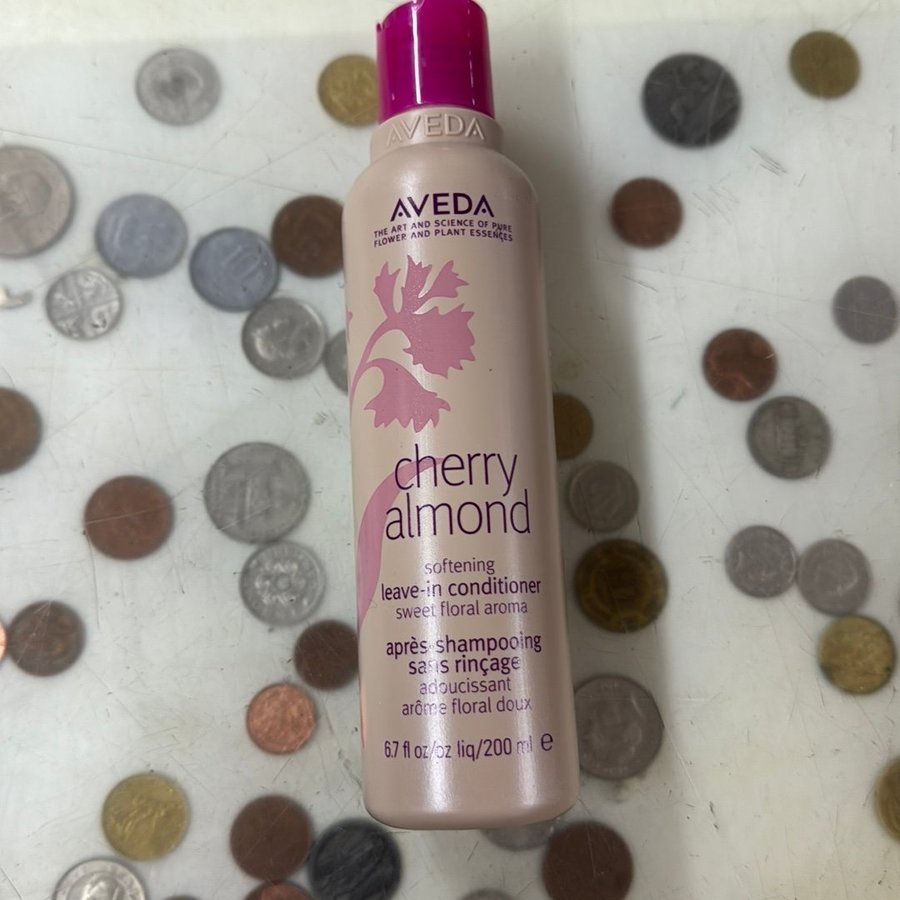 AVEDA
AVEDA
THE ART AND SCIENCE OF PURE
FLOWER AND PLANT ESSENCES
cherry
almond
softening
leave-in conditioner
sweet floral aroma
après-shampooing
sans rinçage
adoucissant
arôme floral doux
6.7 fl oz/oz liq/200 ml e